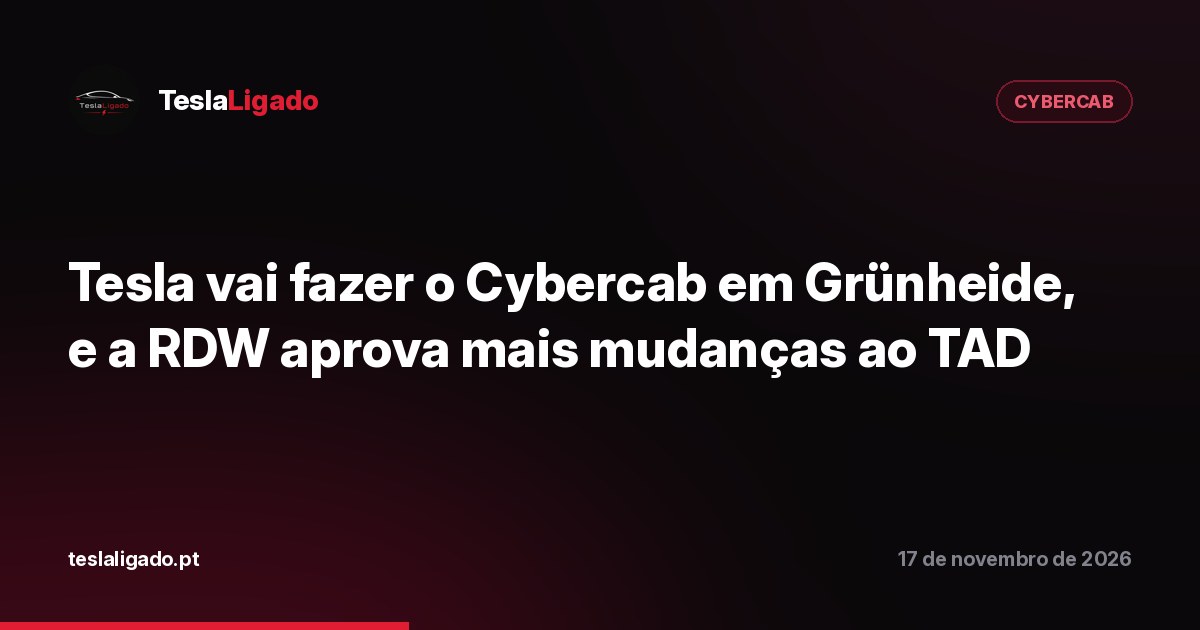 TeslaLigado
TeslaLigado
CYBERCAB
Tesla vai fazer o Cybercab em Grünheide,
e a RDW aprova mais mudanças ao TAD
teslaligado.pt
17 de novembro de 2026